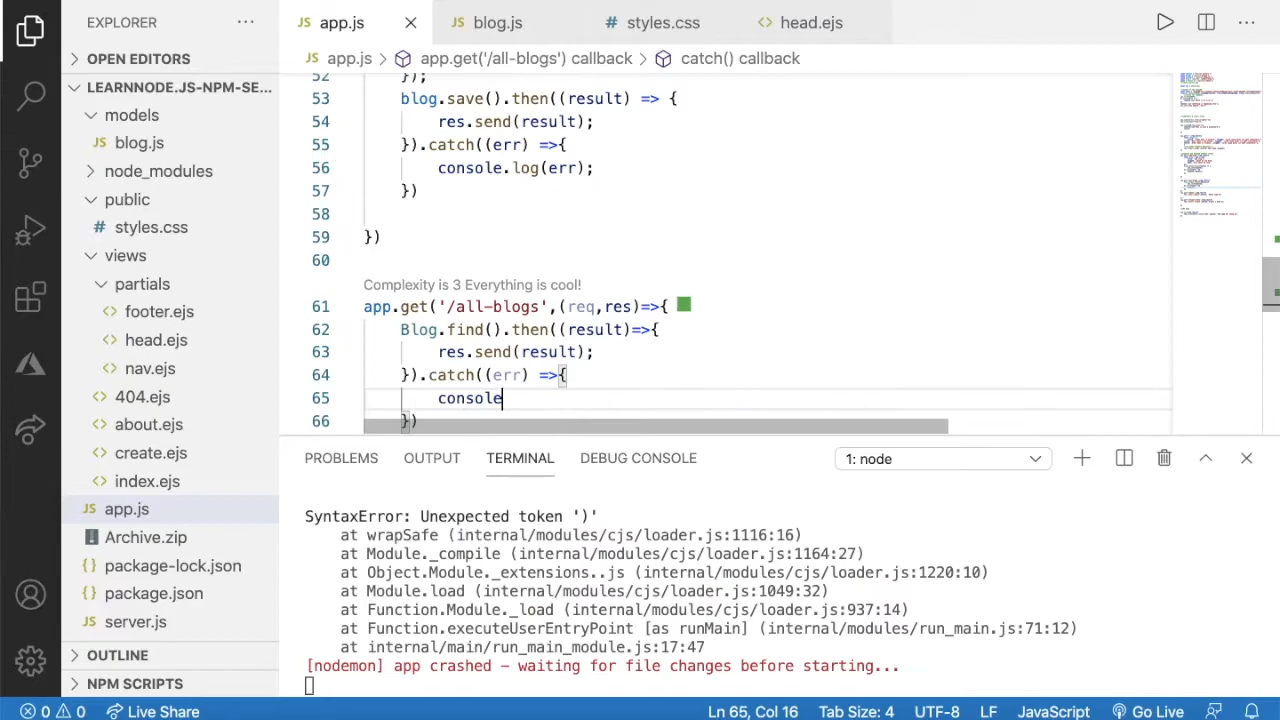 EXPLORER
OPEN EDITORS
LEARNNODE.JS-NPM-SE...
models
JS blog.js
node_modules
public
# styles.css
views
partials
<> footer.ejs
<> head.ejs
<> nav.ejs
<> 404.ejs
<> about.ejs
<> create.ejs
<> index.ejs
JS app.js
Archive.zip
{} package-lock.json
{} package.json
JS server.js
OUTLINE
NPM SCRIPTS
JS app.js
JS blog.js
# styles.css
<> head.ejs
JS app.js > app.get('/all-blogs') callback > catch() callback
52 });
53 blog.save().then((result) => {
54 res.send(result);
55 }).catch((err) => {
56 console.log(err;
57 })
58
59 })
60
Complexity is 3 Everything is cool!
61 app.get('/all-blogs',(req,res)=>{
62 Blog.find().then((result)=>{
63 res.send(result);
64 }).catch((err) =>{
65 console
66 })
PROBLEMS OUTPUT TERMINAL DEBUG CONSOLE 1: node
SyntaxError: Unexpected token ')'
at wrapSafe (internal/modules/cjs/loader.js:1116:16)
at Module._compile (internal/modules/cjs/loader.js:1164:27)
at Object.Module._extensions..js (internal/modules/cjs/loader.js:1220:10)
at Module.load (internal/modules/cjs/loader.js:1049:32)
at Function.Module._load (internal/modules/cjs/loader.js:937:14)
at Function.executeUserEntryPoint [as runMain] (internal/modules/run_main.js:71:12)
at internal/main/run_main_module.js:17:47
[nodemon] app crashed - waiting for file changes before starting...
0 0 Live Share Ln 65, Col 16 Tab Size: 4 UTF-8 LF JavaScript Go Live